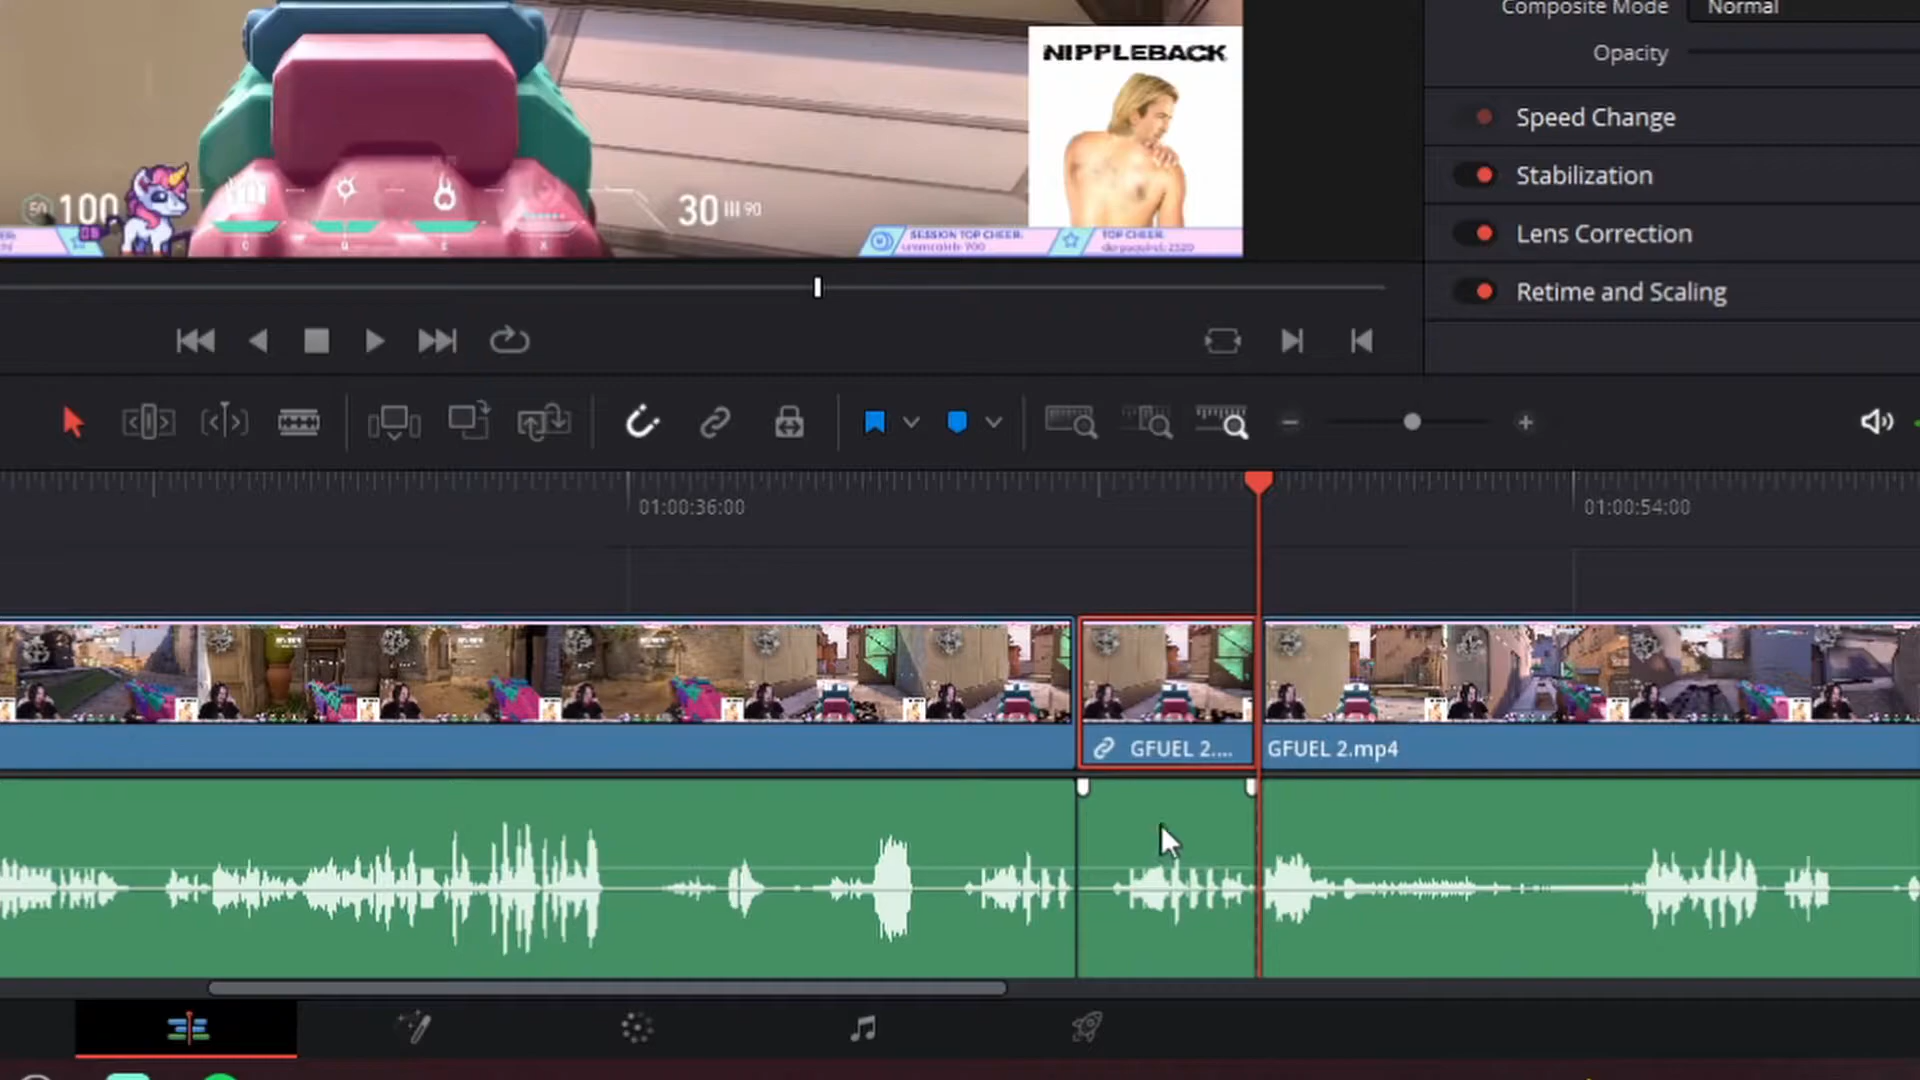 Composite Mode
Normal
NIPPLEBACK
Opacity
Speed Change
Stabilization
Lens Correction
Retime and Scaling
50
100
30
90
C
Q
E
X
SESSION TOP CHEER:
TOP CHEER:
01:00:36:00
01:00:54:00
GFUEL 2....
GFUEL 2.mp4